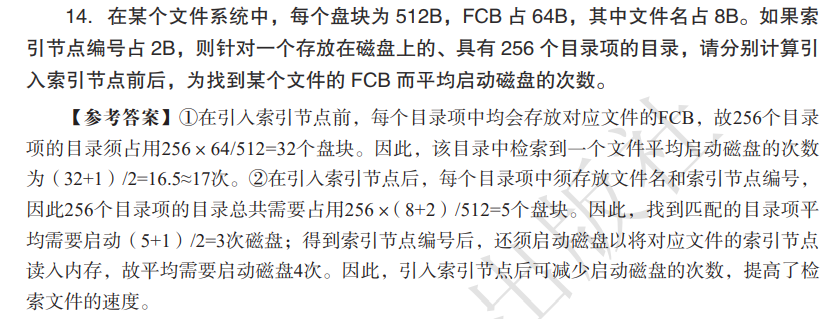 14. 在某个文件系统中，每个盘块为 512B，FCB 占 64B，其中文件名占 8B。如果索
引节点编号占 2B，则针对一个存放在磁盘上的、具有 256 个目录项的目录，请分别计算引
入索引节点前后，为找到某个文件的 FCB 而平均启动磁盘的次数。
【参考答案】①在引入索引节点前，每个目录项中均会存放对应文件的FCB，故256个目录
项的目录须占用256×64/512=32个盘块。因此，该目录中检索到一个文件平均启动磁盘的次数
为（32+1）/2=16.5≈17次。②在引入索引节点后，每个目录项中须存放文件名和索引节点编号，
因此256个目录项的目录总共需要占用256×（8+2）/512=5个盘块。因此，找到匹配的目录项平
均需要启动（5+1）/2=3次磁盘；得到索引节点编号后，还须启动磁盘以将对应文件的索引节点
读入内存，故平均需要启动磁盘4次。因此，引入索引节点后可减少启动磁盘的次数，提高了检
索文件的速度。
出版社